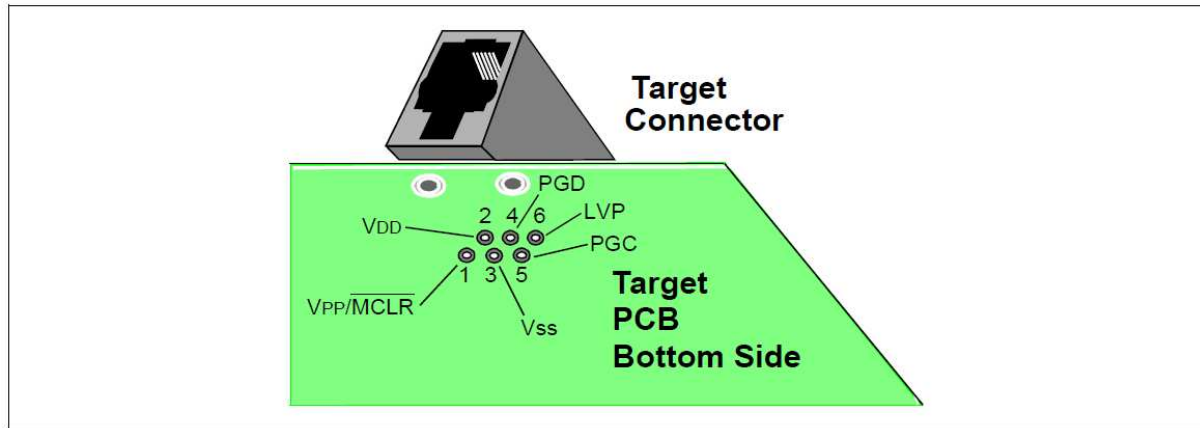 Target
Connector
PGD
2 4 6
LVP
VDD
PGC
1 3 5
VPP/MCLR
Vss
Target
PCB
Bottom Side